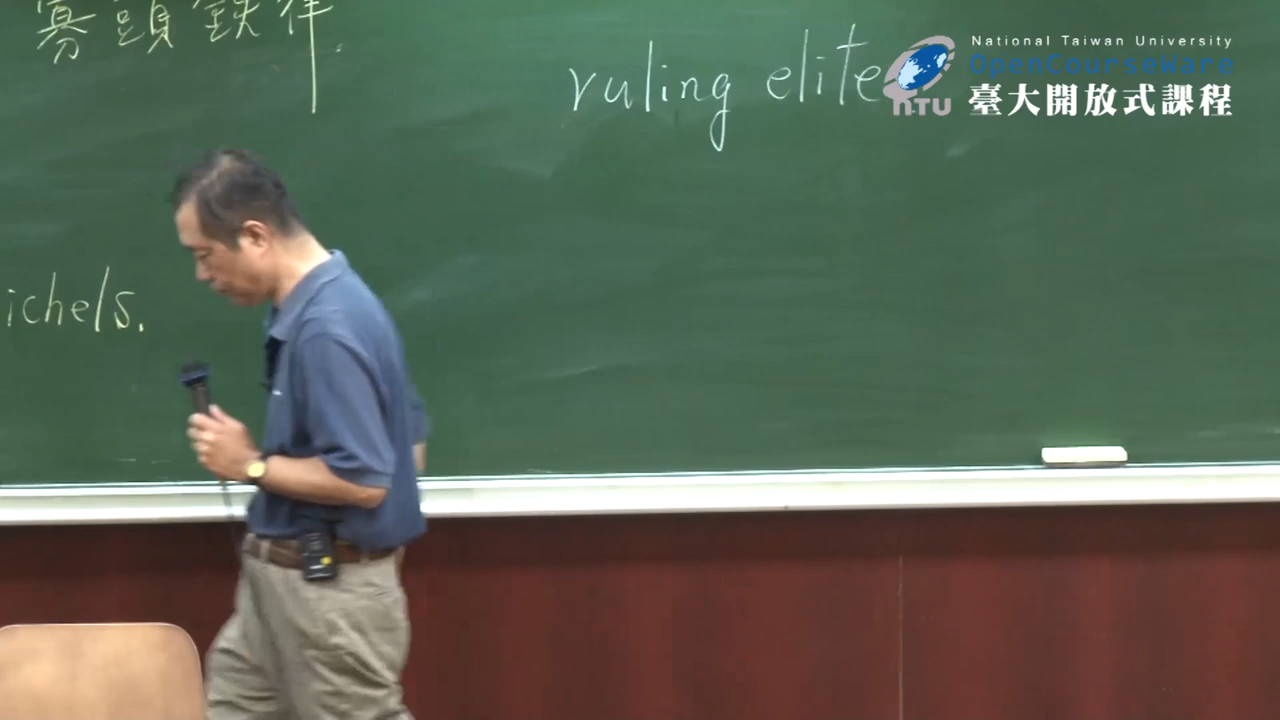 寡頭鐵律.
ruling elite
ichels.
National Taiwan University
OpenCourseWare
臺大開放式課程
NTU